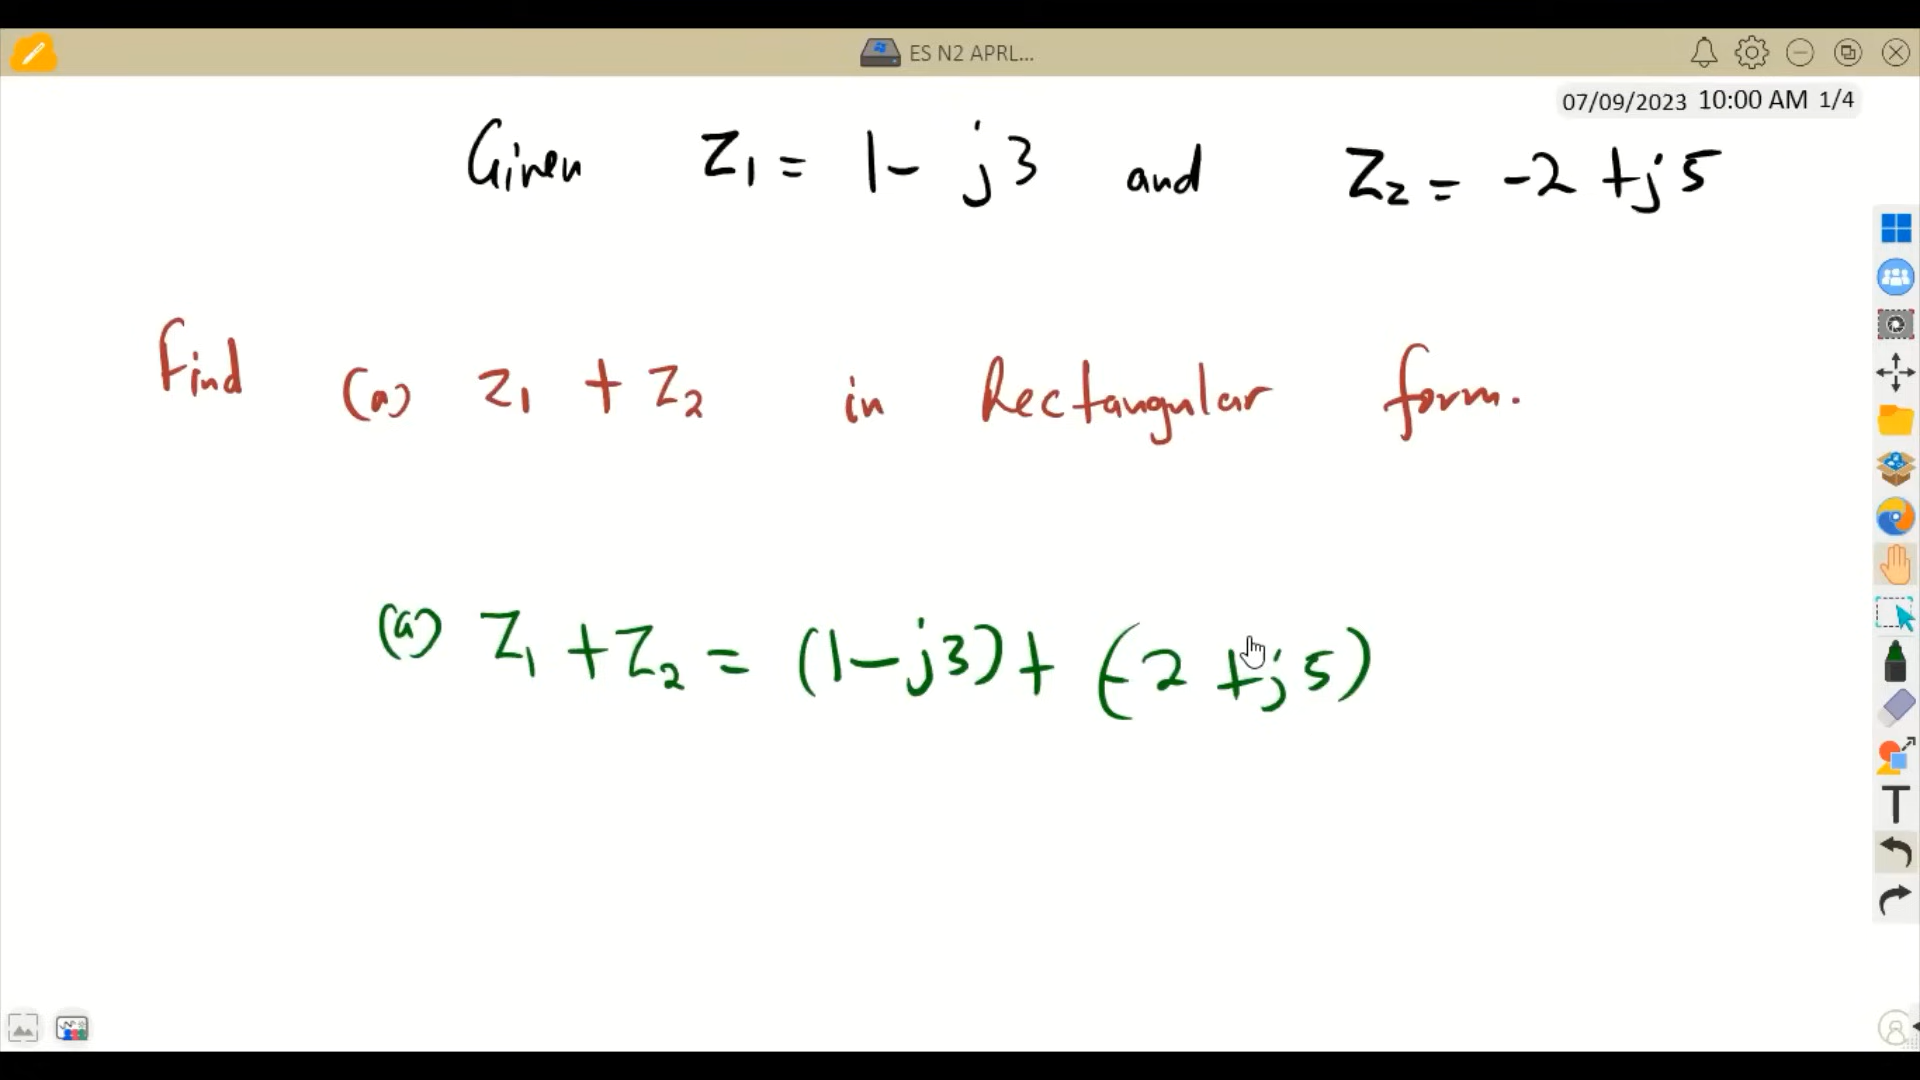 ES N2 APRL...
07/09/2023 10:00 AM 1/4
Given Z₁ = 1 - j3 and Z₂ = -2 + j5
Find (a) Z₁ + Z₂ in Rectangular form.
(a) Z₁ + Z₂ = (1 - j3) + (-2 + j5)
T